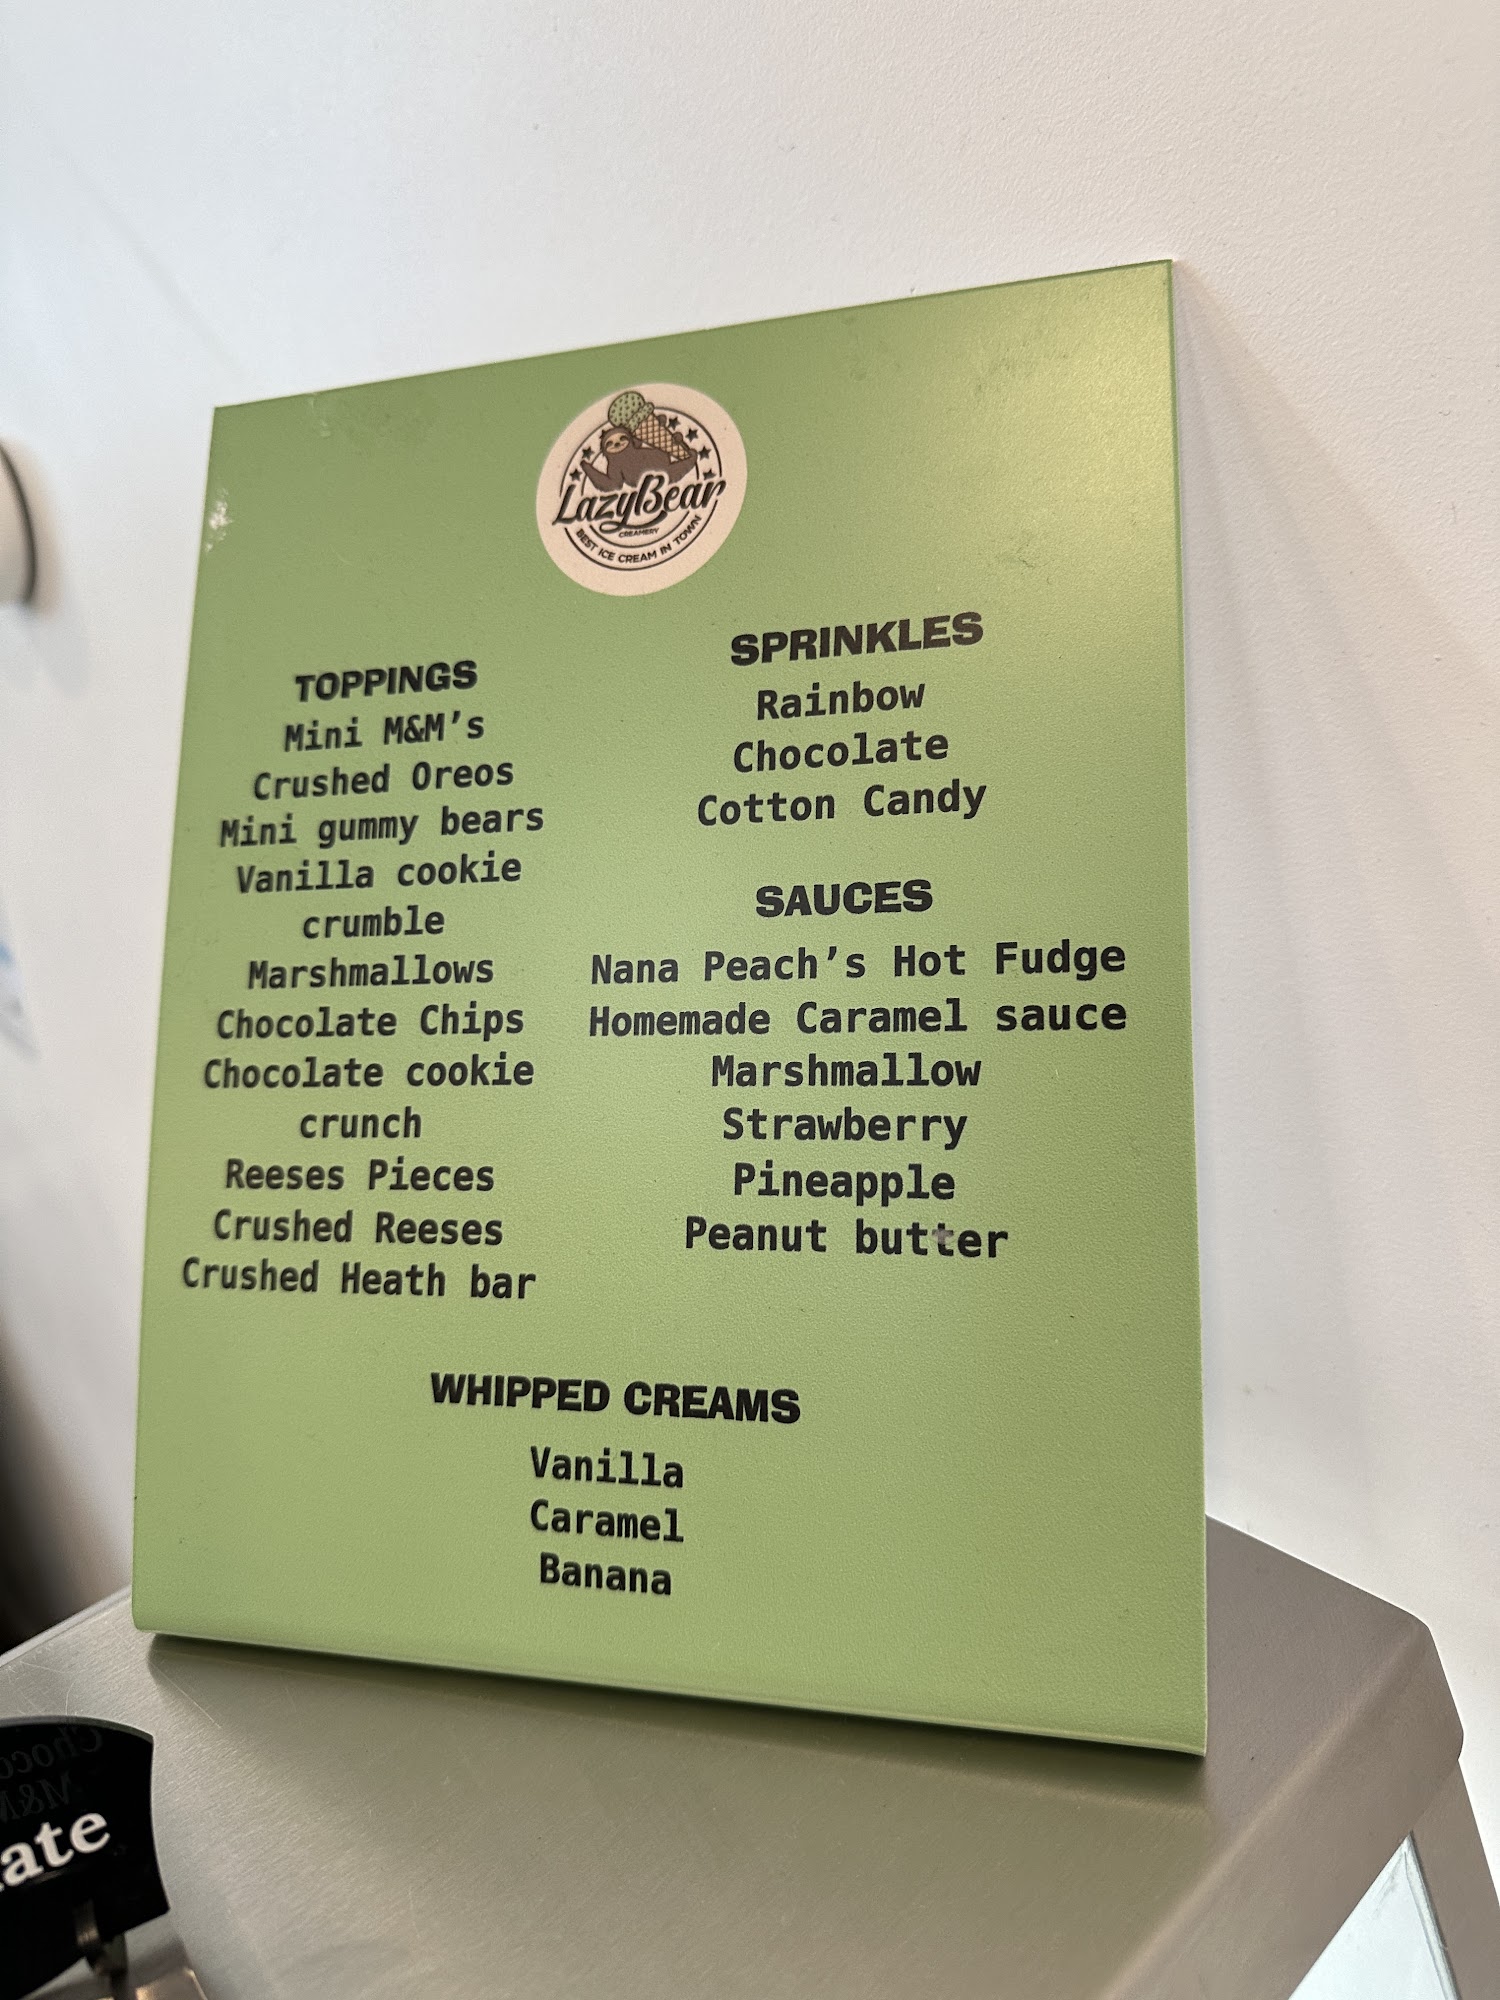 LazyBear
CREAMERY
BEST ICE CREAM IN TOWN
TOPPINGS
Mini M&M's
Crushed Oreos
Mini gummy bears
Vanilla cookie
crumble
Marshmallows
Chocolate Chips
Chocolate cookie
crunch
Reeses Pieces
Crushed Reeses
Crushed Heath bar
SPRINKLES
Rainbow
Chocolate
Cotton Candy
SAUCES
Nana Peach's Hot Fudge
Homemade Caramel sauce
Marshmallow
Strawberry
Pineapple
Peanut butter
WHIPPED CREAMS
Vanilla
Caramel
Banana